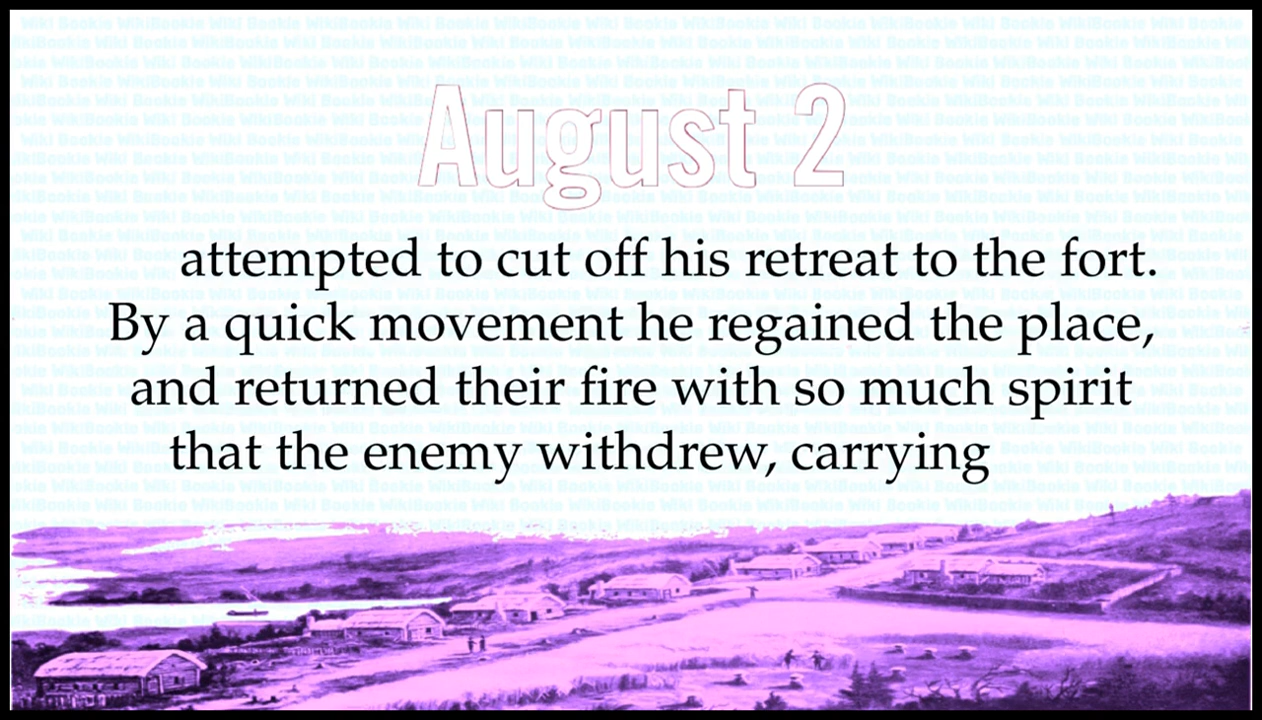 August 2
attempted to cut off his retreat to the fort.
By a quick movement he regained the place,
and returned their fire with so much spirit
that the enemy withdrew, carrying